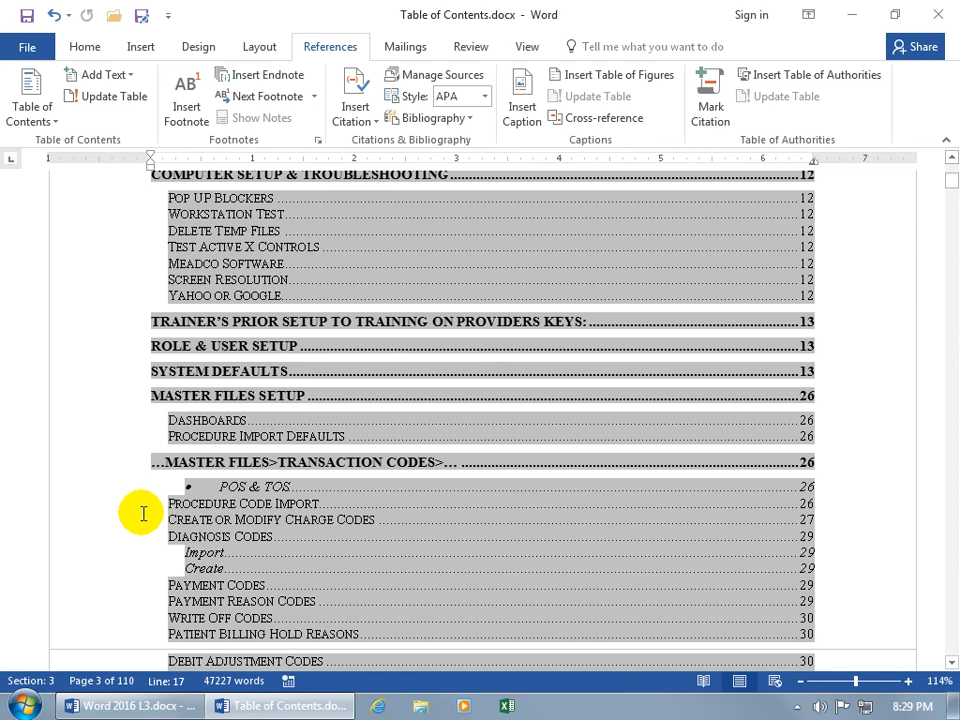 Table of Contents.docx - Word
Sign in
File
Home
Insert
Design
Layout
References
Mailings
Review
View
Tell me what you want to do
Share
Table of Contents
Add Text
Update Table
Table of Contents
AB1
Insert Footnote
Insert Endnote
Next Footnote
Show Notes
Footnotes
Insert Citation
Manage Sources
Style: APA
Bibliography
Citations & Bibliography
Insert Caption
Insert Table of Figures
Update Table
Cross-reference
Captions
Mark Citation
Insert Table of Authorities
Update Table
Table of Authorities
1 1 2 3 4 5 6 7
COMPUTER SETUP & TROUBLESHOOTING 12
POP UP BLOCKERS 12
WORKSTATION TEST 12
DELETE TEMP FILES 12
TEST ACTIVE X CONTROLS 12
MEADCO SOFTWARE 12
SCREEN RESOLUTION 12
YAHOO OR GOOGLE 12
TRAINER'S PRIOR SETUP TO TRAINING ON PROVIDERS KEYS: 13
ROLE & USER SETUP 13
SYSTEM DEFAULTS 13
MASTER FILES SETUP 26
DASHBOARDS 26
PROCEDURE IMPORT DEFAULTS 26
…MASTER FILES>TRANSACTION CODES>… 26
• POS & TOS 26
PROCEDURE CODE IMPORT 26
CREATE OR MODIFY CHARGE CODES 27
DIAGNOSIS CODES 29
Import 29
Create 29
PAYMENT CODES 29
PAYMENT REASON CODES 29
WRITE OFF CODES 30
PATIENT BILLING HOLD REASONS 30
DEBIT ADJUSTMENT CODES 30
Section: 3 Page 3 of 110 Line: 17 47227 words 114%
Word 2016 L3.docx - ...
Table of Contents.do...
8:29 PM